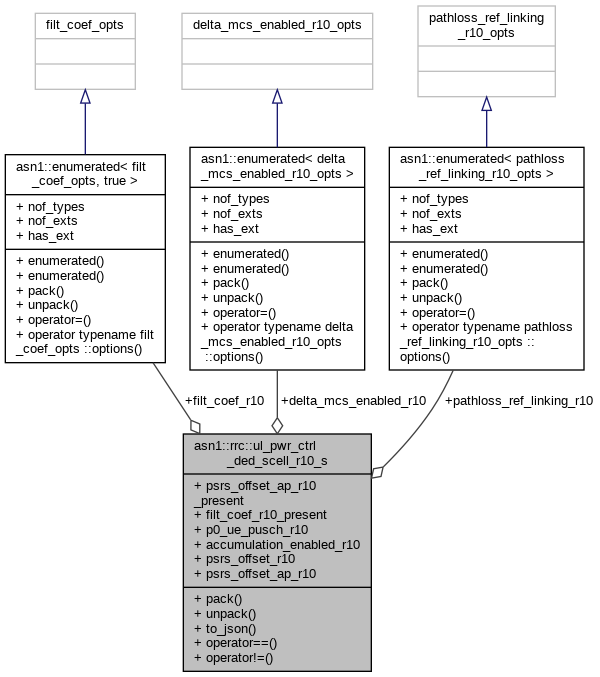 filt_coef_opts
delta_mcs_enabled_r10_opts
pathloss_ref_linking
_r10_opts
asn1::enumerated< filt
_coef_opts, true >
+ nof_types
+ nof_exts
+ has_ext
+ enumerated()
+ enumerated()
+ pack()
+ unpack()
+ operator=()
+ operator typename filt
_coef_opts ::options()
asn1::enumerated< delta
_mcs_enabled_r10_opts >
+ nof_types
+ nof_exts
+ has_ext
+ enumerated()
+ enumerated()
+ pack()
+ unpack()
+ operator=()
+ operator typename delta
_mcs_enabled_r10_opts
::options()
asn1::enumerated< pathloss
_ref_linking_r10_opts >
+ nof_types
+ nof_exts
+ has_ext
+ enumerated()
+ enumerated()
+ pack()
+ unpack()
+ operator=()
+ operator typename pathloss
_ref_linking_r10_opts ::
options()
+filt_coef_r10
+delta_mcs_enabled_r10
+pathloss_ref_linking_r10
asn1::rrc::ul_pwr_ctrl
_ded_scell_r10_s
+ psrs_offset_ap_r10
_present
+ filt_coef_r10_present
+ p0_ue_pusch_r10
+ accumulation_enabled_r10
+ psrs_offset_r10
+ psrs_offset_ap_r10
+ pack()
+ unpack()
+ to_json()
+ operator==()
+ operator!=()